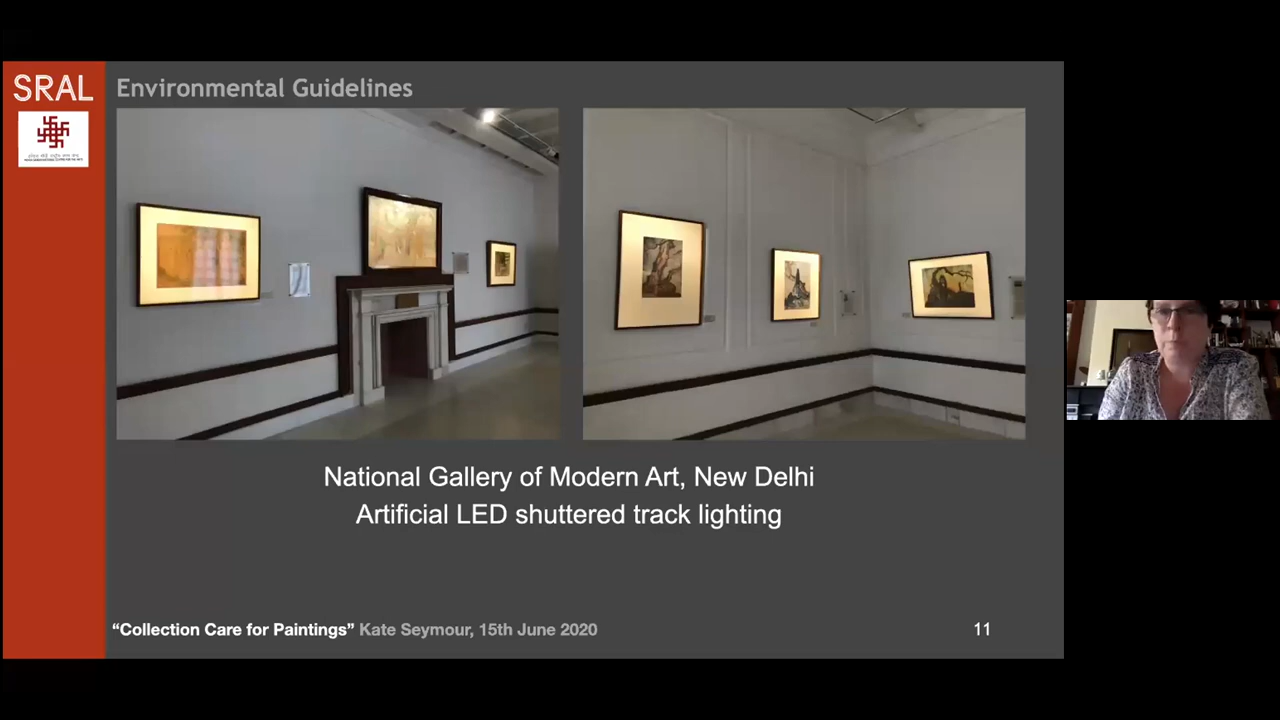 SRAL
Environmental Guidelines
National Gallery of Modern Art, New Delhi
Artificial LED shuttered track lighting
“Collection Care for Paintings” Kate Seymour, 15th June 2020
11